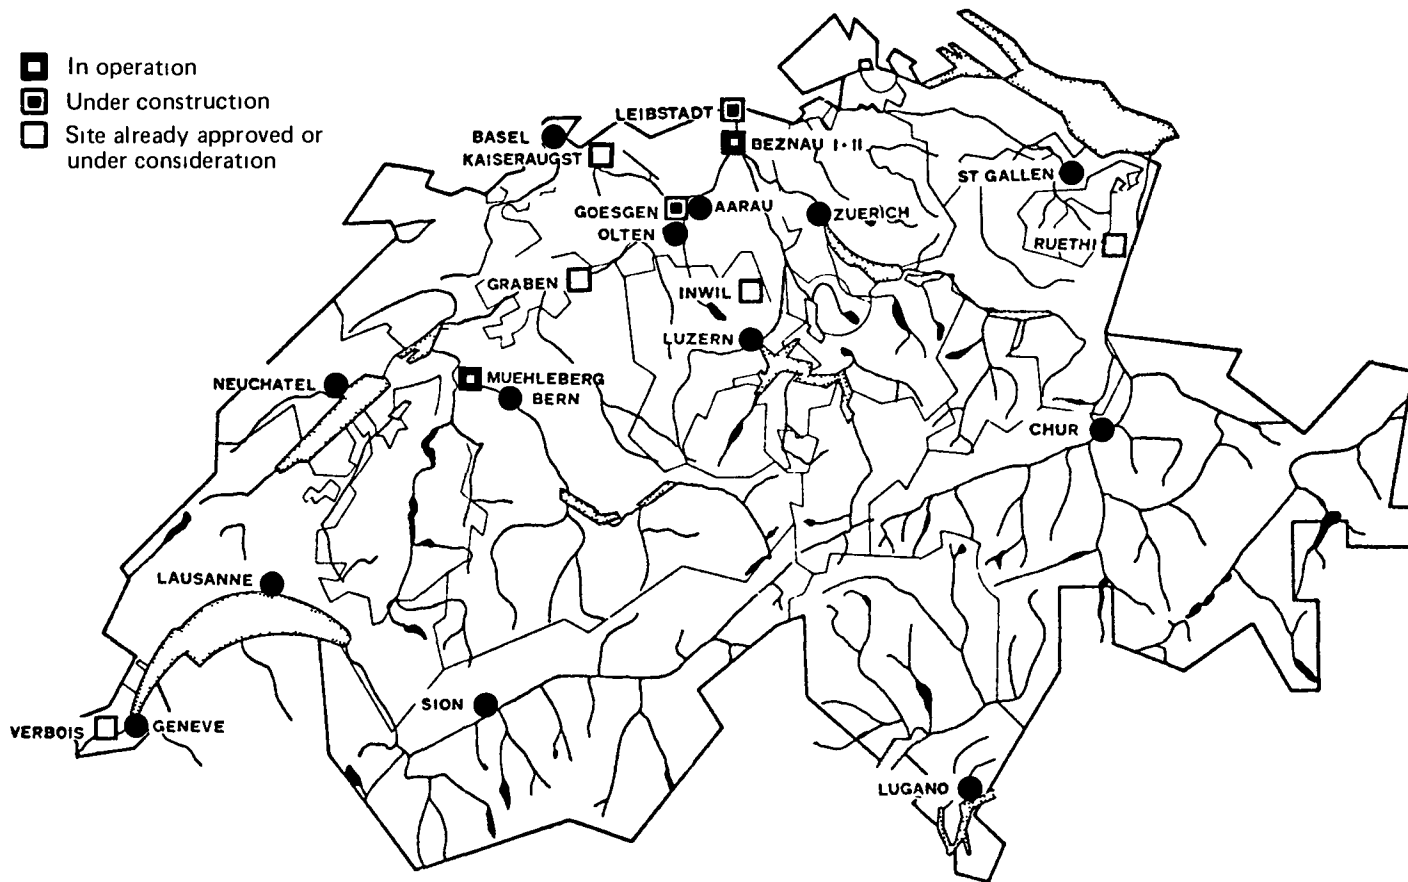 In operation
Under construction
Site already approved or
under consideration
LEIBSTADT
BASEL
BEZNAU I + II
KAISERAUGST
ST GALLEN
GOESGEN
AARAU
ZUERICH
OLTEN
RUETHI
GRABEN
INWIL
LUZERN
NEUCHATEL
MUEHLEBERG
BERN
CHUR
LAUSANNE
SION
VERBOIS
GENEVE
LUGANO